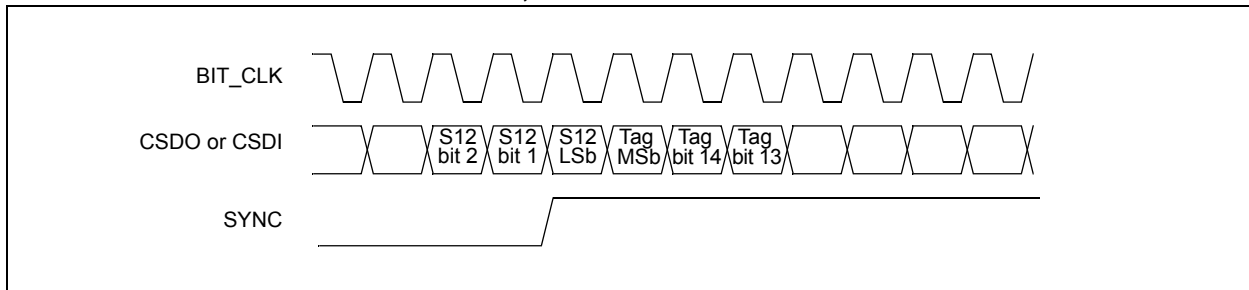 BIT_CLK
CSDO or CSDI
S12 bit 2
S12 bit 1
S12 LSb
Tag MSb
Tag bit 14
Tag bit 13
SYNC